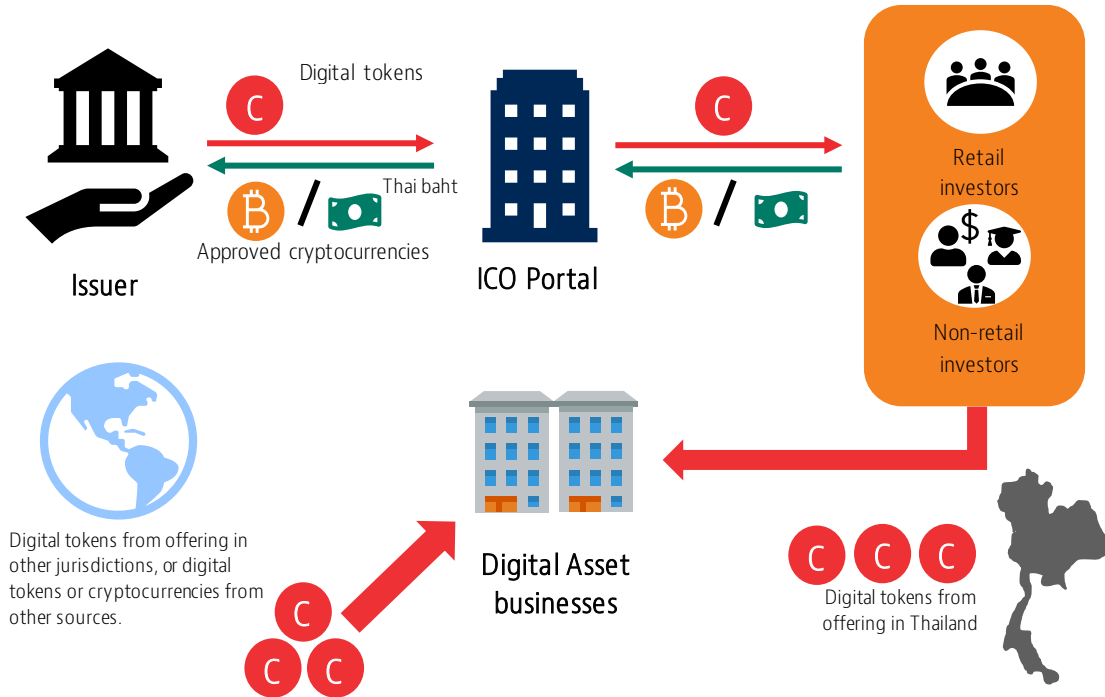 Digital tokens
C
C
Thai baht
Approved cryptocurrencies
Issuer
ICO Portal
Retail
investors
$
Non-retail
investors
Digital tokens from offering in
other jurisdictions, or digital
tokens or cryptocurrencies from
other sources.
C
C C
Digital Asset
businesses
C C C
Digital tokens from
offering in Thailand